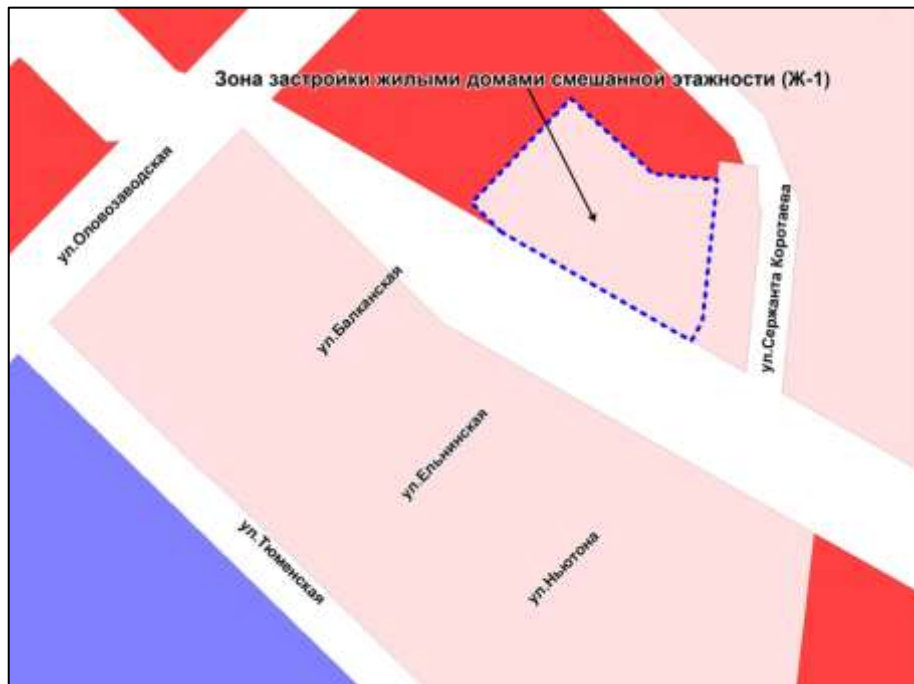 Зона застройки жилыми домами смешанной этажности (Ж-1)
ул.Оловозаводская
ул.Сержанта Коротаева
ул.Балканская
ул.Ельнинская
ул.Тюменская
ул.Ньютона